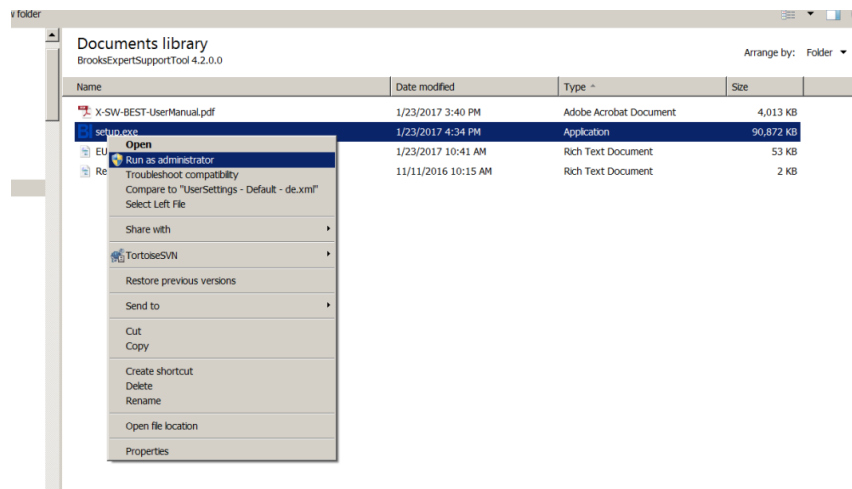 w folder
Documents library
BrooksExpertSupportTool 4.2.0.0
Arrange by: Folder
Name Date modified Type Size
X-SW-BEST-UserManual.pdf 1/23/2017 3:40 PM Adobe Acrobat Document 4,013 KB
setup.exe 1/23/2017 4:34 PM Application 90,872 KB
EU 1/23/2017 10:41 AM Rich Text Document 53 KB
Re 11/11/2016 10:15 AM Rich Text Document 2 KB
Open
Run as administrator
Troubleshoot compatibility
Compare to "UserSettings - Default - de.xml"
Select Left File
Share with
TortoiseSVN
Restore previous versions
Send to
Cut
Copy
Create shortcut
Delete
Rename
Open file location
Properties